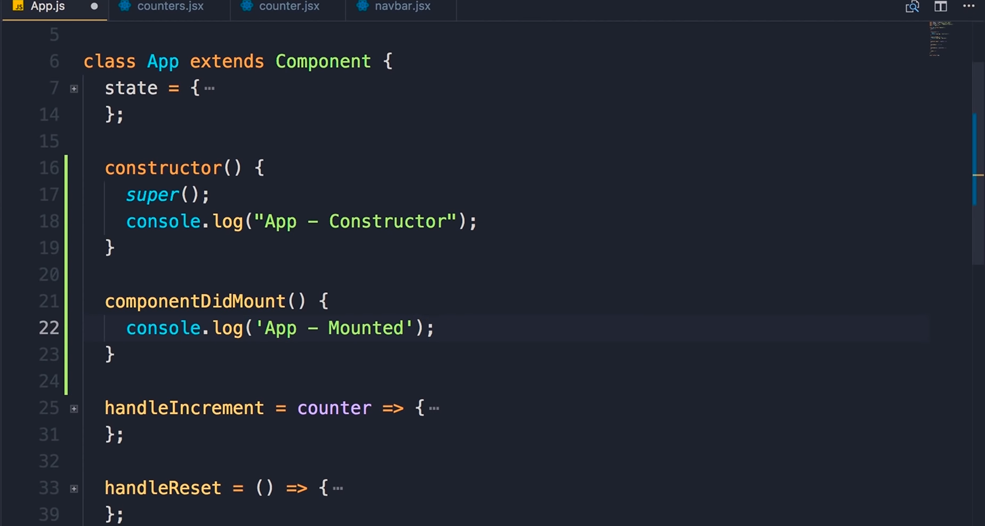 JS App.js counters.jsx counter.jsx navbar.jsx
5
6 class App extends Component {
7 state = {⋯
14 };
15
16 constructor() {
17 super();
18 console.log("App – Constructor");
19 }
20
21 componentDidMount() {
22 console.log('App – Mounted');
23 }
24
25 handleIncrement = counter => {⋯
31 };
32
33 handleReset = () => {⋯
39 };